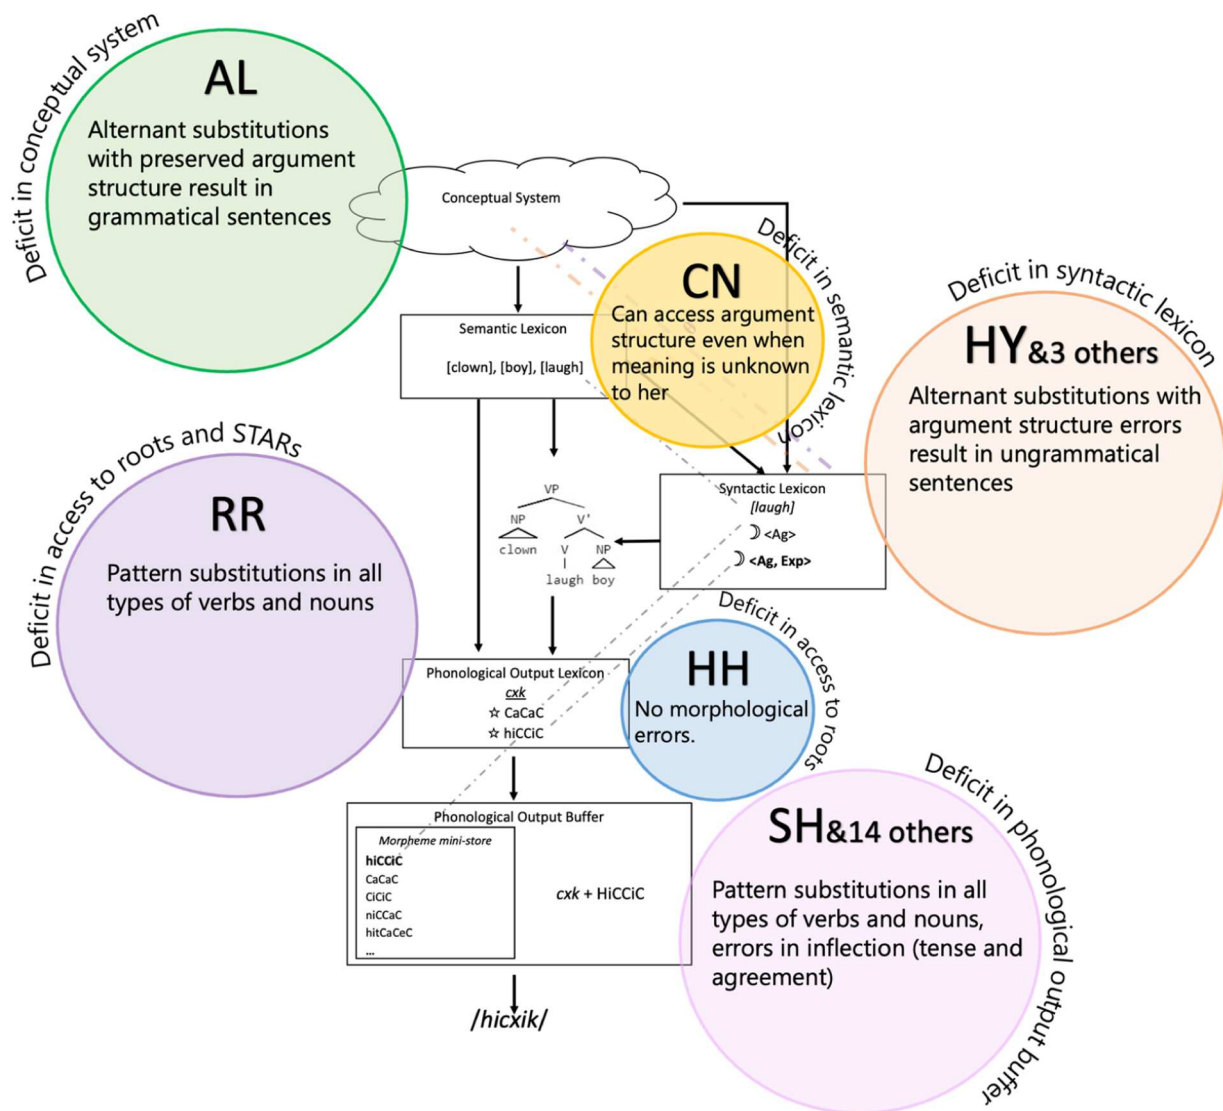 Deficit in conceptual system
AL
Alternant substitutions
with preserved argument
structure result in
grammatical sentences
Conceptual System
Deficit in semantic lexicon
CN
Can access argument
structure even when
meaning is unknown
to her
Deficit in syntactic lexicon
HY&3 others
Alternant substitutions with
argument structure errors
result in ungrammatical
sentences
Semantic Lexicon
[clown], [boy], [laugh]
Deficit in access to roots and STARs
RR
Pattern substitutions in all
types of verbs and nouns
VP
NP V'
clown V NP
laugh boy
Syntactic Lexicon
[laugh]
☽ <Ag>
☽ <Ag, Exp>
Phonological Output Lexicon
cxk
☆ CaCaC
☆ hiCCiC
Deficit in access to roots
HH
No morphological
errors.
Phonological Output Buffer
Morpheme mini-store
hiCCiC
CaCaC
CiCiC
niCCaC
hitCaCeC
...
cxk + HiCCiC
/hicxik/
Deficit in phonological output buffer
SH&14 others
Pattern substitutions in all
types of verbs and nouns,
errors in inflection (tense and
agreement)